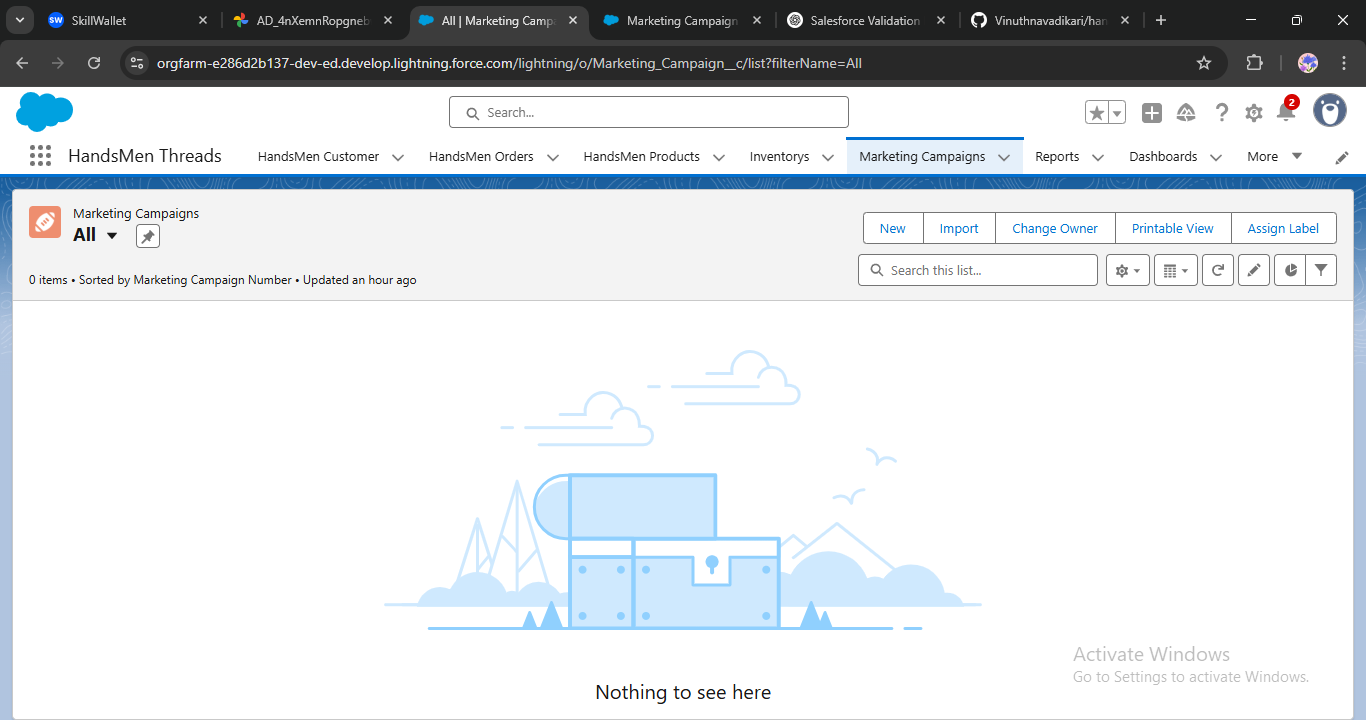 SW SkillWallet
AD_4nXemnRopgneb
All | Marketing Campa
Marketing Campaign
Salesforce Validation
Vinuthnavadikari/han
orgfarm-e286d2b137-dev-ed.develop.lightning.force.com/lightning/o/Marketing_Campaign__c/list?filterName=All
Search...
2
HandsMen Threads
HandsMen Customer
HandsMen Orders
HandsMen Products
Inventorys
Marketing Campaigns
Reports
Dashboards
More
Marketing Campaigns
All
New
Import
Change Owner
Printable View
Assign Label
0 items • Sorted by Marketing Campaign Number • Updated an hour ago
Search this list...
Nothing to see here
Activate Windows
Go to Settings to activate Windows.